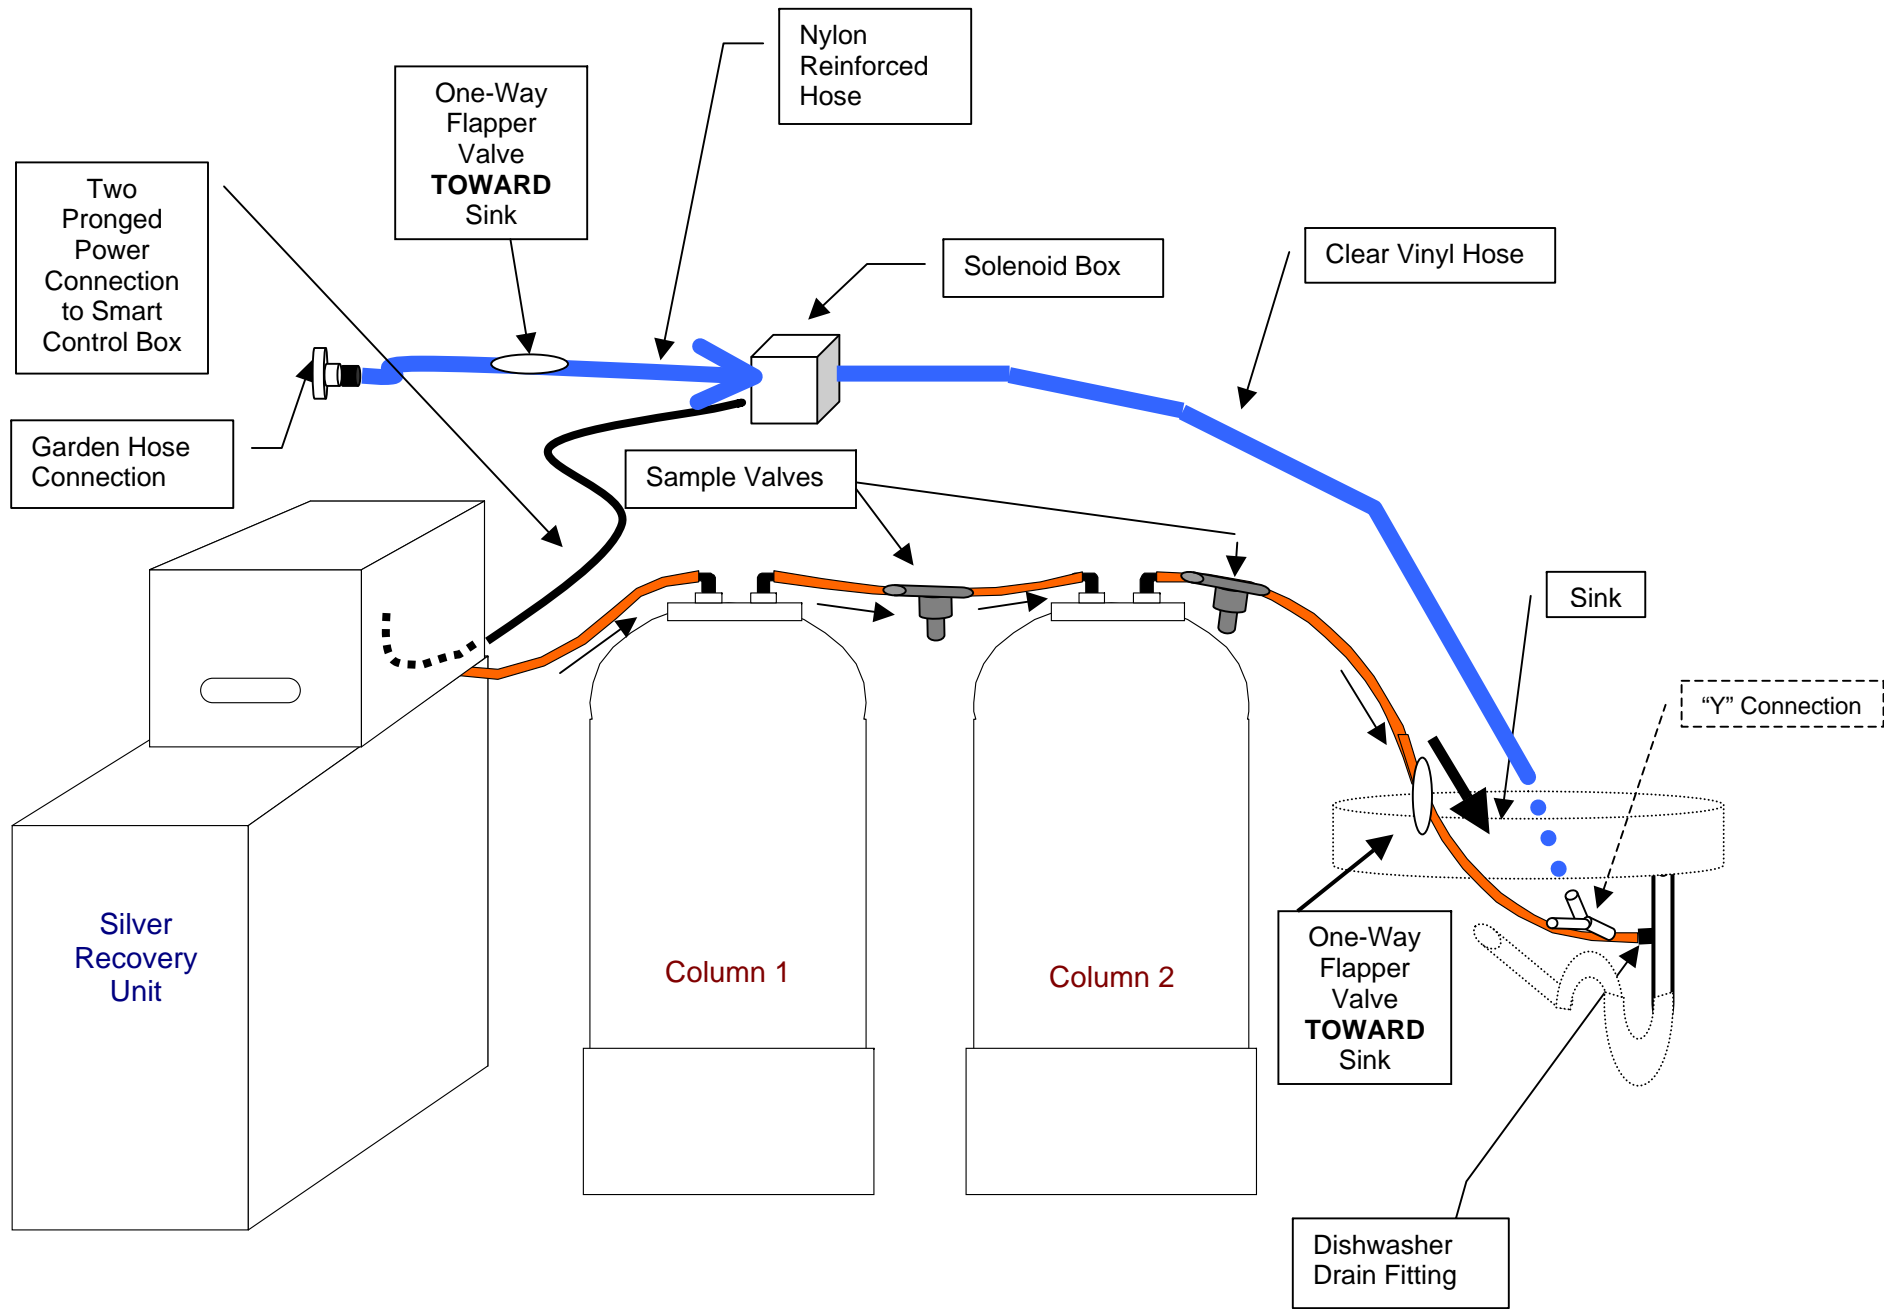 Nylon
Reinforced
Hose
One-Way
Flapper
Valve
TOWARD
Sink
Two
Pronged
Power
Connection
to Smart
Control Box
Solenoid Box
Clear Vinyl Hose
Garden Hose
Connection
Sample Valves
Sink
“Y” Connection
Silver
Recovery
Unit
Column 1
Column 2
One-Way
Flapper
Valve
TOWARD
Sink
Dishwasher
Drain Fitting